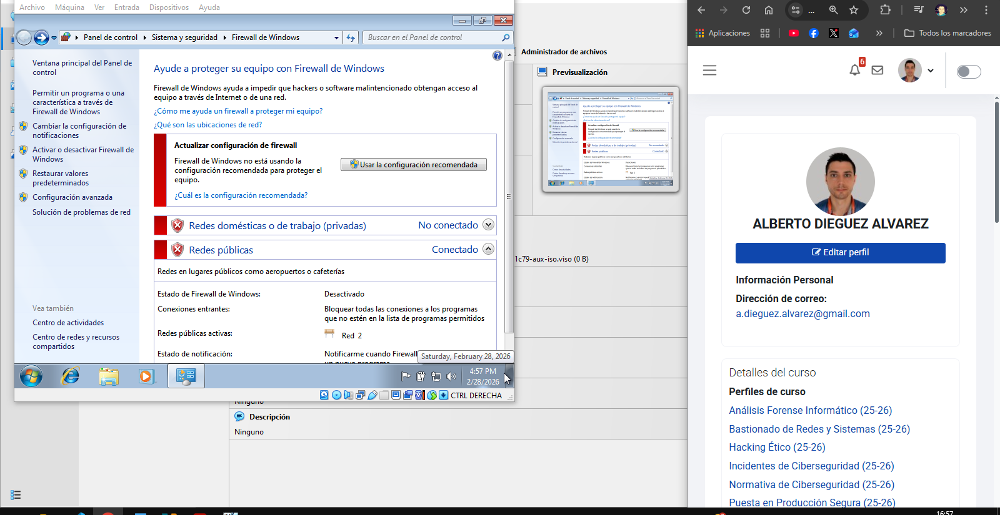 Archivo Máquina Ver Entrada Dispositivos Ayuda
Panel de control Sistema y seguridad Firewall de Windows
Buscar en el Panel de control
Ventana principal del Panel de
control
Permitir un programa o una
característica a través de
Firewall de Windows
Cambiar la configuración de
notificaciones
Activar o desactivar Firewall de
Windows
Restaurar valores
predeterminados
Configuración avanzada
Solución de problemas de red
Vea también
Centro de actividades
Centro de redes y recursos
compartidos
Ayude a proteger su equipo con Firewall de Windows
Firewall de Windows ayuda a impedir que hackers o software malintencionado obtengan acceso al
equipo a través de Internet o de una red.
¿Cómo me ayuda un firewall a proteger mi equipo?
¿Qué son las ubicaciones de red?
Actualizar configuración de firewall
Firewall de Windows no está usando la
configuración recomendada para proteger el
equipo.
Usar la configuración recomendada
¿Cuál es la configuración recomendada?
Redes domésticas o de trabajo (privadas) No conectado
Redes públicas Conectado
Redes en lugares públicos como aeropuertos o cafeterías
Estado de Firewall de Windows: Desactivado
Conexiones entrantes: Bloquear todas las conexiones a los programas
que no estén en la lista de programas permitidos
Redes públicas activas: Red 2
Estado de notificación: Notificarme cuando Firewall
un nuevo programa
Saturday, February 28, 2026
4:57 PM
2/28/2026
CTRL DERECHA
Administrador de archivos
Previsualización
1c79-aux-iso.viso (0 B)
Ninguno
Descripción
Ninguno
...
Aplicaciones
Todos los marcadores
6
ALBERTO DIEGUEZ ALVAREZ
Editar perfil
Información Personal
Dirección de correo:
a.dieguez.alvarez@gmail.com
Detalles del curso
Perfiles de curso
Análisis Forense Informático (25-26)
Bastionado de Redes y Sistemas (25-26)
Hacking Ético (25-26)
Incidentes de Ciberseguridad (25-26)
Normativa de Ciberseguridad (25-26)
Puesta en Producción Segura (25-26)
16:57